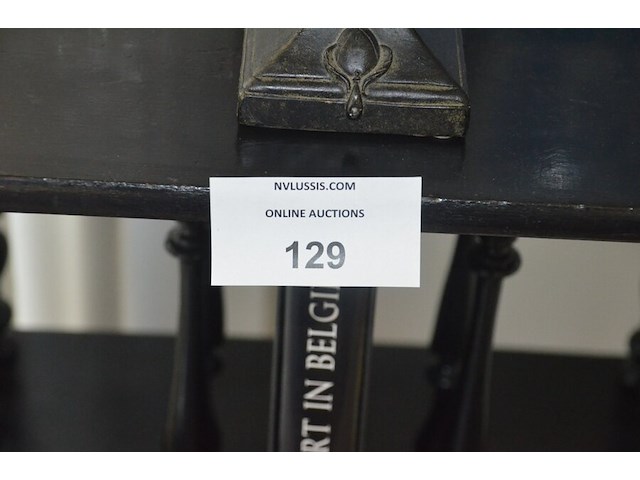 NVLUSSIS.COM
ONLINE AUCTIONS
129
RT IN BELGI